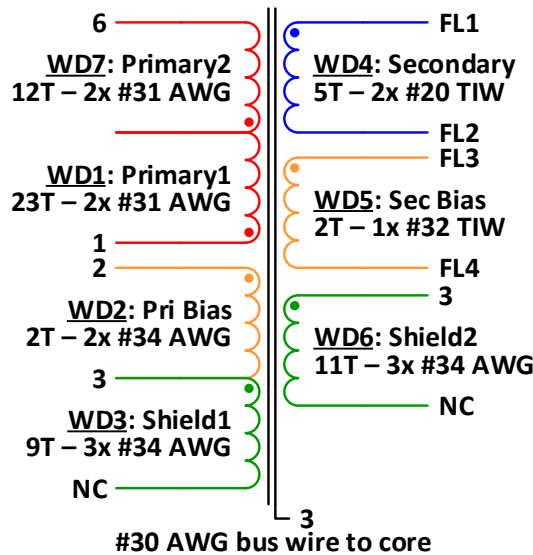 6
WD7: Primary2
12T – 2x #31 AWG
WD1: Primary1
23T – 2x #31 AWG
1
2
WD2: Pri Bias
2T – 2x #34 AWG
3
WD3: Shield1
9T – 3x #34 AWG
NC
FL1
WD4: Secondary
5T – 2x #20 TIW
FL2
FL3
WD5: Sec Bias
2T – 1x #32 TIW
FL4
3
WD6: Shield2
11T – 3x #34 AWG
NC
3
#30 AWG bus wire to core